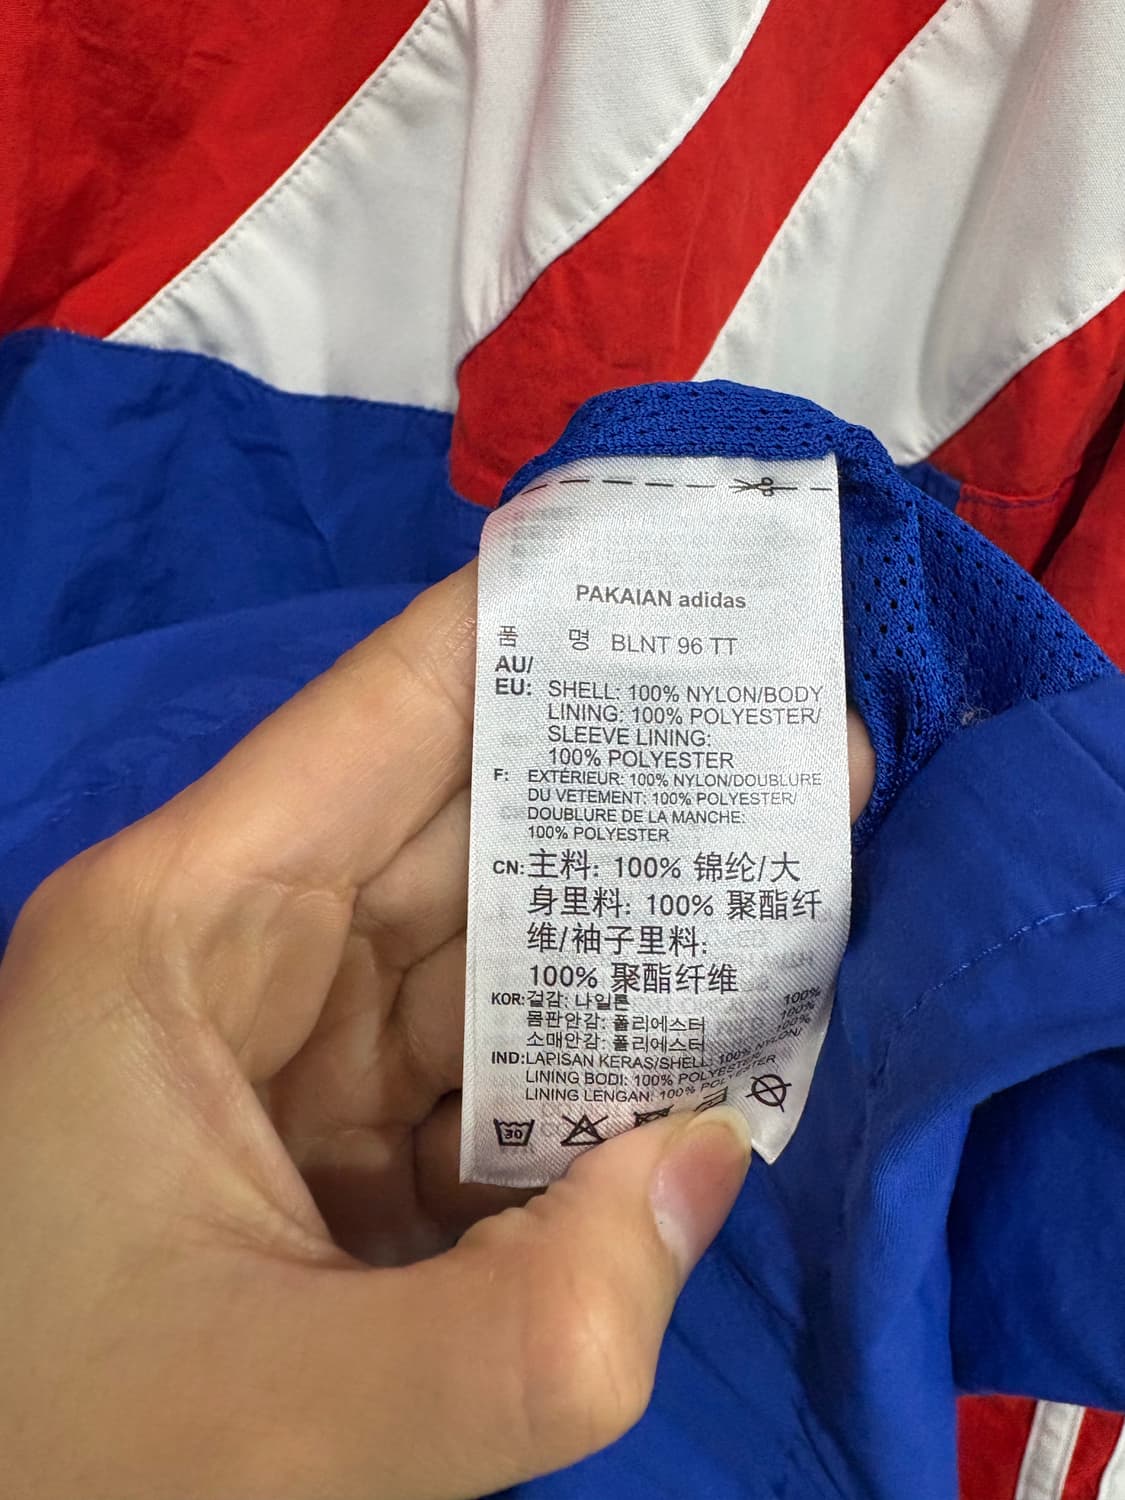 PAKAIAN adidas
품 명 BLNT 96 TT
AU/
EU: SHELL: 100% NYLON/BODY
LINING: 100% POLYESTER/
SLEEVE LINING:
100% POLYESTER
F: EXTÉRIEUR: 100% NYLON/DOUBLURE
DU VETEMENT: 100% POLYESTER/
DOUBLURE DE LA MANCHE:
100% POLYESTER
CN: 主料: 100% 锦纶/大
身里料: 100% 聚酯纤
维/袖子里料:
100% 聚酯纤维
KOR: 겉감: 나일론 100%
몸판안감: 폴리에스터 100%
소매안감: 폴리에스터 100%
IND: LAPISAN KERAS/SHELL: 100% NYLON/
LINING BODI: 100% POLYESTER
LINING LENGAN: 100% POLYESTER
30